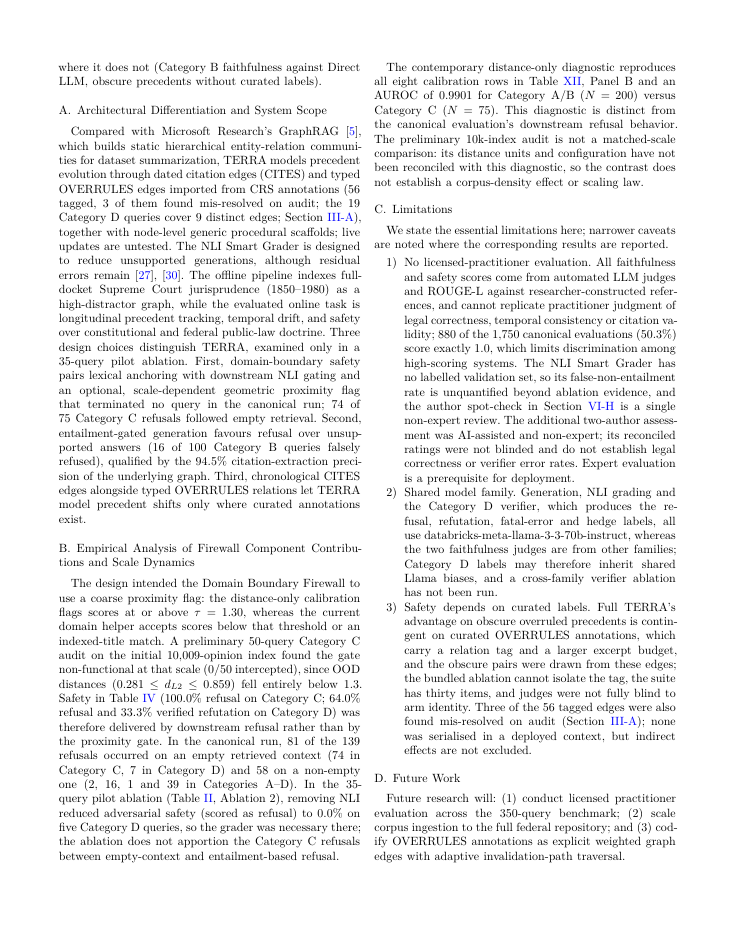 where it does not (Category B faithfulness against Direct
LLM, obscure precedents without curated labels).
A. Architectural Differentiation and System Scope
Compared with Microsoft Research's GraphRAG [5],
which builds static hierarchical entity-relation communi-
ties for dataset summarization, TERRA models precedent
evolution through dated citation edges (CITES) and typed
OVERRULES edges imported from CRS annotations (56
tagged, 3 of them found mis-resolved on audit; the 19
Category D queries cover 9 distinct edges; Section III-A),
together with node-level generic procedural scaffolds; live
updates are untested. The NLI Smart Grader is designed
to reduce unsupported generations, although residual
errors remain [27], [30]. The offline pipeline indexes full-
docket Supreme Court jurisprudence (1850–1980) as a
high-distractor graph, while the evaluated online task is
longitudinal precedent tracking, temporal drift, and safety
over constitutional and federal public-law doctrine. Three
design choices distinguish TERRA, examined only in a
35-query pilot ablation. First, domain-boundary safety
pairs lexical anchoring with downstream NLI gating and
an optional, scale-dependent geometric proximity flag
that terminated no query in the canonical run; 74 of
75 Category C refusals followed empty retrieval. Second,
entailment-gated generation favours refusal over unsup-
ported answers (16 of 100 Category B queries falsely
refused), qualified by the 94.5% citation-extraction preci-
sion of the underlying graph. Third, chronological CITES
edges alongside typed OVERRULES relations let TERRA
model precedent shifts only where curated annotations
exist.
B. Empirical Analysis of Firewall Component Contribu-
tions and Scale Dynamics
The design intended the Domain Boundary Firewall to
use a coarse proximity flag: the distance-only calibration
flags scores at or above τ = 1.30, whereas the current
domain helper accepts scores below that threshold or an
indexed-title match. A preliminary 50-query Category C
audit on the initial 10,009-opinion index found the gate
non-functional at that scale (0/50 intercepted), since OOD
distances (0.281 ≤ d_L2 ≤ 0.859) fell entirely below 1.3.
Safety in Table IV (100.0% refusal on Category C; 64.0%
refusal and 33.3% verified refutation on Category D) was
therefore delivered by downstream refusal rather than by
the proximity gate. In the canonical run, 81 of the 139
refusals occurred on an empty retrieved context (74 in
Category C, 7 in Category D) and 58 on a non-empty
one (2, 16, 1 and 39 in Categories A–D). In the 35-
query pilot ablation (Table II, Ablation 2), removing NLI
reduced adversarial safety (scored as refusal) to 0.0% on
five Category D queries, so the grader was necessary there;
the ablation does not apportion the Category C refusals
between empty-context and entailment-based refusal.
The contemporary distance-only diagnostic reproduces
all eight calibration rows in Table XII, Panel B and an
AUROC of 0.9901 for Category A/B (N = 200) versus
Category C (N = 75). This diagnostic is distinct from
the canonical evaluation's downstream refusal behavior.
The preliminary 10k-index audit is not a matched-scale
comparison: its distance units and configuration have not
been reconciled with this diagnostic, so the contrast does
not establish a corpus-density effect or scaling law.
C. Limitations
We state the essential limitations here; narrower caveats
are noted where the corresponding results are reported.
1) No licensed-practitioner evaluation. All faithfulness
and safety scores come from automated LLM judges
and ROUGE-L against researcher-constructed refer-
ences, and cannot replicate practitioner judgment of
legal correctness, temporal consistency or citation va-
lidity; 880 of the 1,750 canonical evaluations (50.3%)
score exactly 1.0, which limits discrimination among
high-scoring systems. The NLI Smart Grader has
no labelled validation set, so its false-non-entailment
rate is unquantified beyond ablation evidence, and
the author spot-check in Section VI-H is a single
non-expert review. The additional two-author assess-
ment was AI-assisted and non-expert; its reconciled
ratings were not blinded and do not establish legal
correctness or verifier error rates. Expert evaluation
is a prerequisite for deployment.
2) Shared model family. Generation, NLI grading and
the Category D verifier, which produces the re-
fusal, refutation, fatal-error and hedge labels, all
use databricks-meta-llama-3-3-70b-instruct, whereas
the two faithfulness judges are from other families;
Category D labels may therefore inherit shared
Llama biases, and a cross-family verifier ablation
has not been run.
3) Safety depends on curated labels. Full TERRA's
advantage on obscure overruled precedents is contin-
gent on curated OVERRULES annotations, which
carry a relation tag and a larger excerpt budget,
and the obscure pairs were drawn from these edges;
the bundled ablation cannot isolate the tag, the suite
has thirty items, and judges were not fully blind to
arm identity. Three of the 56 tagged edges were also
found mis-resolved on audit (Section III-A); none
was serialised in a deployed context, but indirect
effects are not excluded.
D. Future Work
Future research will: (1) conduct licensed practitioner
evaluation across the 350-query benchmark; (2) scale
corpus ingestion to the full federal repository; and (3) cod-
ify OVERRULES annotations as explicit weighted graph
edges with adaptive invalidation-path traversal.